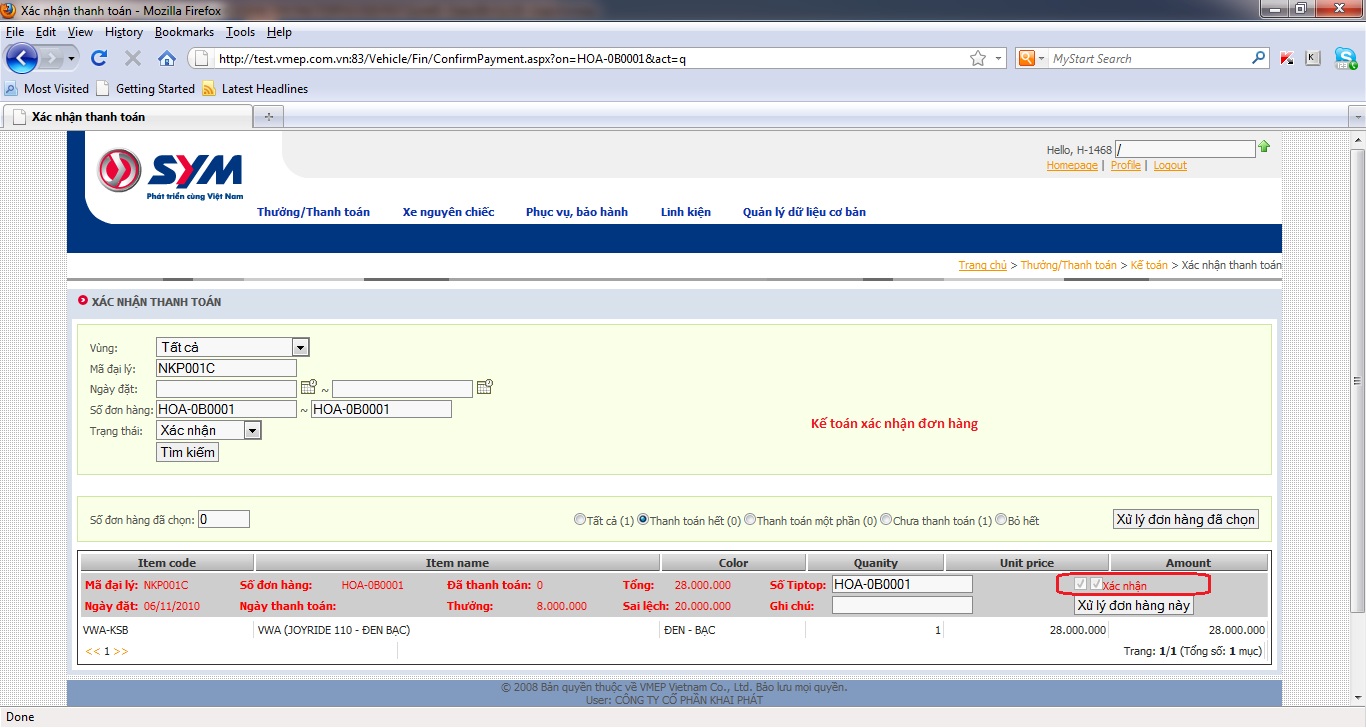 Xác nhận thanh toán - Mozilla Firefox
File Edit View History Bookmarks Tools Help
http://test.vmep.com.vn:83/Vehicle/Fin/ConfirmPayment.aspx?on=HOA-0B0001&act=q
MyStart Search
Most Visited Getting Started Latest Headlines
Xác nhận thanh toán
SYM
Phát triển cùng Việt Nam
Hello, H-1468 /
Homepage | Profile | Logout
Thưởng/Thanh toán Xe nguyên chiếc Phục vụ, bảo hành Linh kiện Quản lý dữ liệu cơ bản
Trang chủ > Thưởng/Thanh toán > Kế toán > Xác nhận thanh toán
XÁC NHẬN THANH TOÁN
Vùng: Tất cả
Mã đại lý: NKP001C
Ngày đặt: ~
Số đơn hàng: HOA-0B0001 ~ HOA-0B0001
Trạng thái: Xác nhận
Kế toán xác nhận đơn hàng
Tìm kiếm
Số đơn hàng đã chọn: 0 Tất cả (1) Thanh toán hết (0) Thanh toán một phần (0) Chưa thanh toán (1) Bỏ hết Xử lý đơn hàng đã chọn
Item code Item name Color Quanity Unit price Amount
Mã đại lý: NKP001C Số đơn hàng: HOA-0B0001 Đã thanh toán: 0 Tổng: 28.000.000 Số Tiptop: HOA-0B0001 Xác nhận
Ngày đặt: 06/11/2010 Ngày thanh toán: Thưởng: 8.000.000 Sai lệch: 20.000.000 Ghi chú: Xử lý đơn hàng này
VWA-KSB VWA (JOYRIDE 110 - ĐEN BẠC) ĐEN - BẠC 1 28.000.000 28.000.000
<< 1 >> Trang: 1/1 (Tổng số: 1 mục)
© 2008 Bản quyền thuộc về VMEP Vietnam Co., Ltd. Bảo lưu mọi quyền.
User: CÔNG TY CỔ PHẦN KHẢI PHÁT
Done